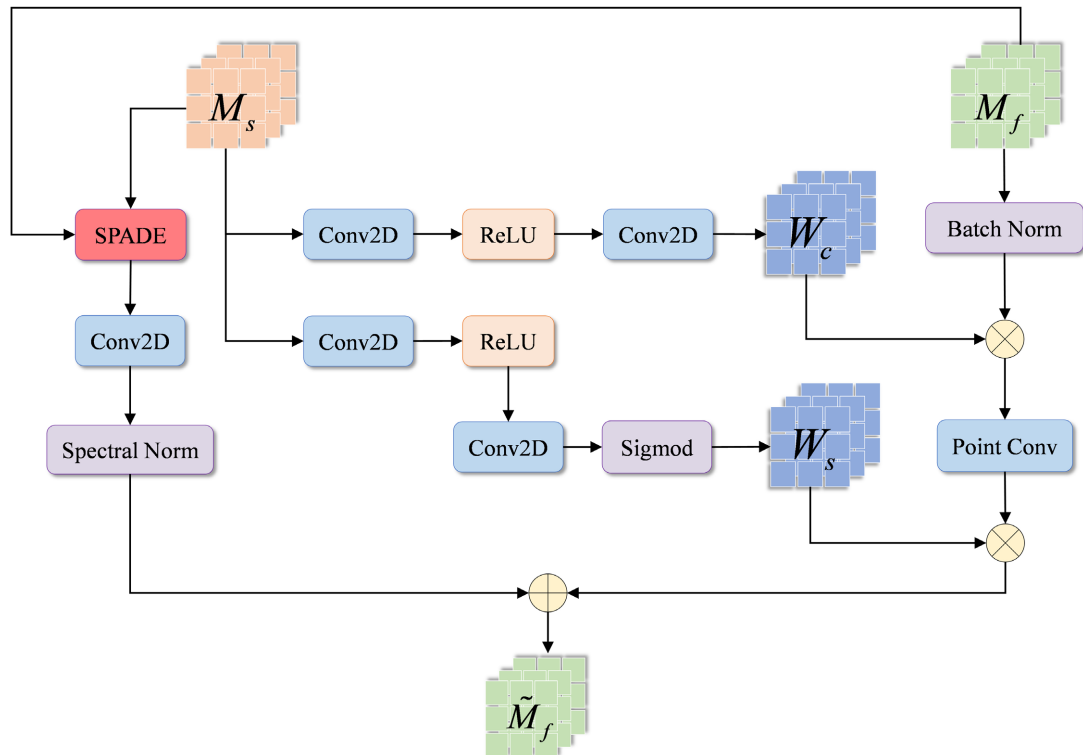 M_s
M_f
SPADE
Conv2D
ReLU
Conv2D
W_c
Batch Norm
Conv2D
Conv2D
ReLU
Spectral Norm
Conv2D
Sigmod
W_s
Point Conv
M̃_f